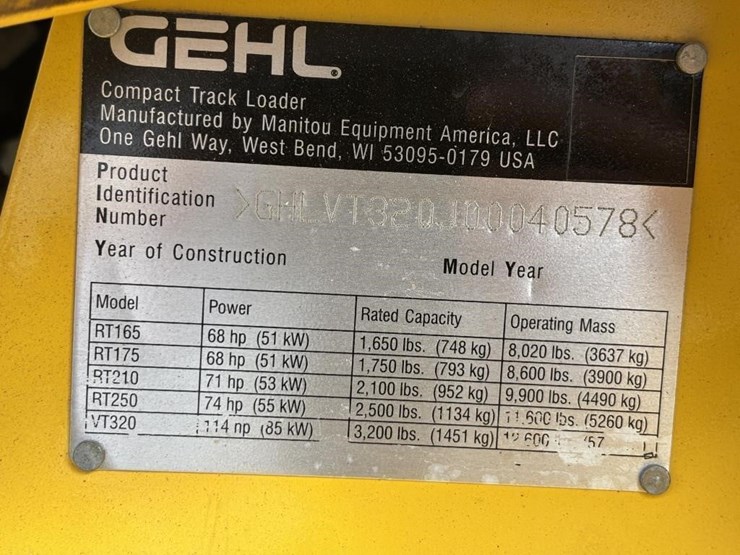 GEHL®
Compact Track Loader
Manufactured by Manitou Equipment America, LLC
One Gehl Way, West Bend, WI 53095-0179 USA
Product
Identification
Number
>GHLVT320J00040578<
Year of Construction Model Year
Model Power Rated Capacity Operating Mass
RT165 68 hp (51 kW) 1,650 lbs. (748 kg) 8,020 lbs. (3637 kg)
RT175 68 hp (51 kW) 1,750 lbs. (793 kg) 8,600 lbs. (3900 kg)
RT210 71 hp (53 kW) 2,100 lbs. (952 kg) 9,900 lbs. (4490 kg)
RT250 74 hp (55 kW) 2,500 lbs. (1134 kg) 11,600 lbs. (5260 kg)
VT320 114 hp (85 kW) 3,200 lbs. (1451 kg)